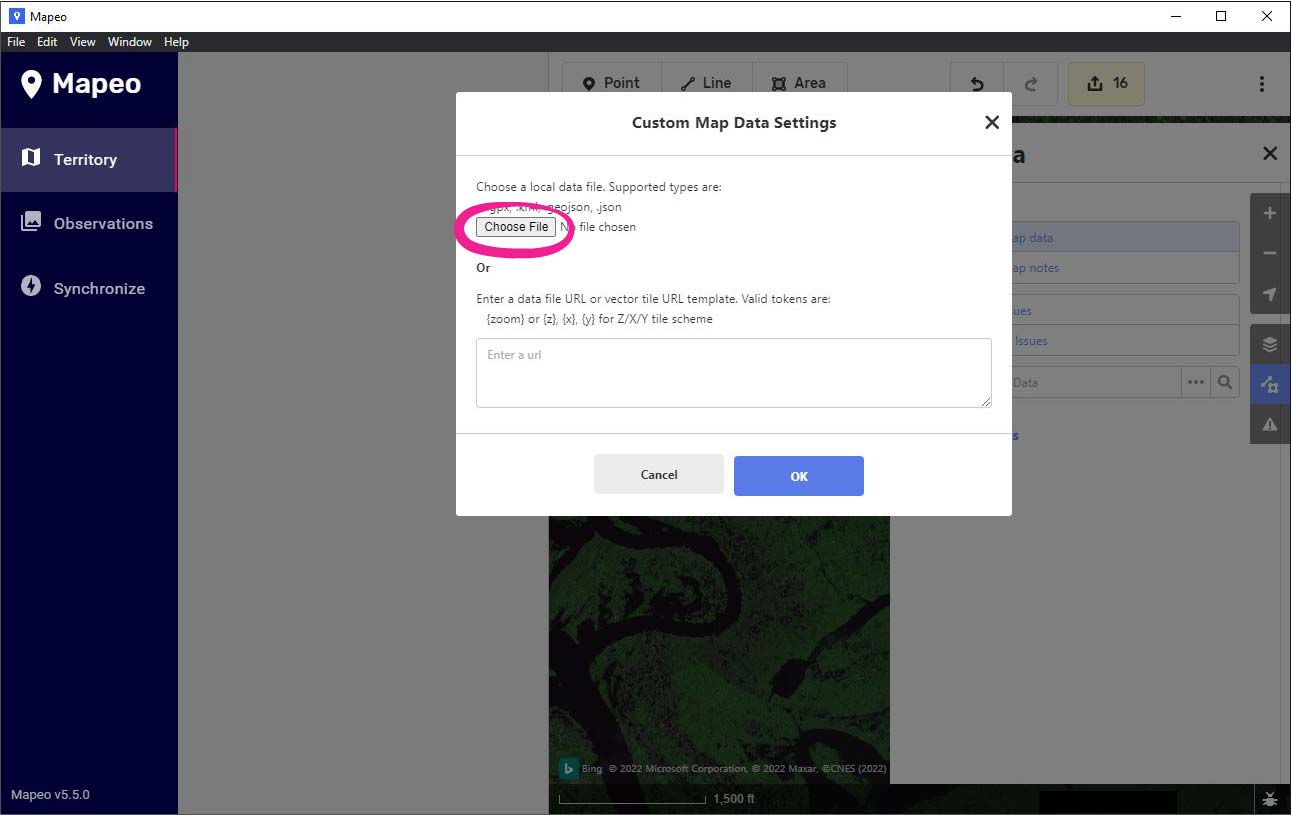 Mapeo
File Edit View Window Help
Mapeo
Territory
Observations
Synchronize
Mapeo v5.5.0
Point Line Area 16
Custom Map Data Settings
Choose a local data file. Supported types are:
.gpx, .kml, .geojson, .json
Choose File No file chosen
Or
Enter a data file URL or vector tile URL template. Valid tokens are:
{zoom} or {z}, {x}, {y} for Z/X/Y tile scheme
Enter a url
Cancel OK
a
ap data
ap notes
ues
Issues
Data
s
b Bing © 2022 Microsoft Corporation, © 2022 Maxar, ©CNES (2022)
1,500 ft